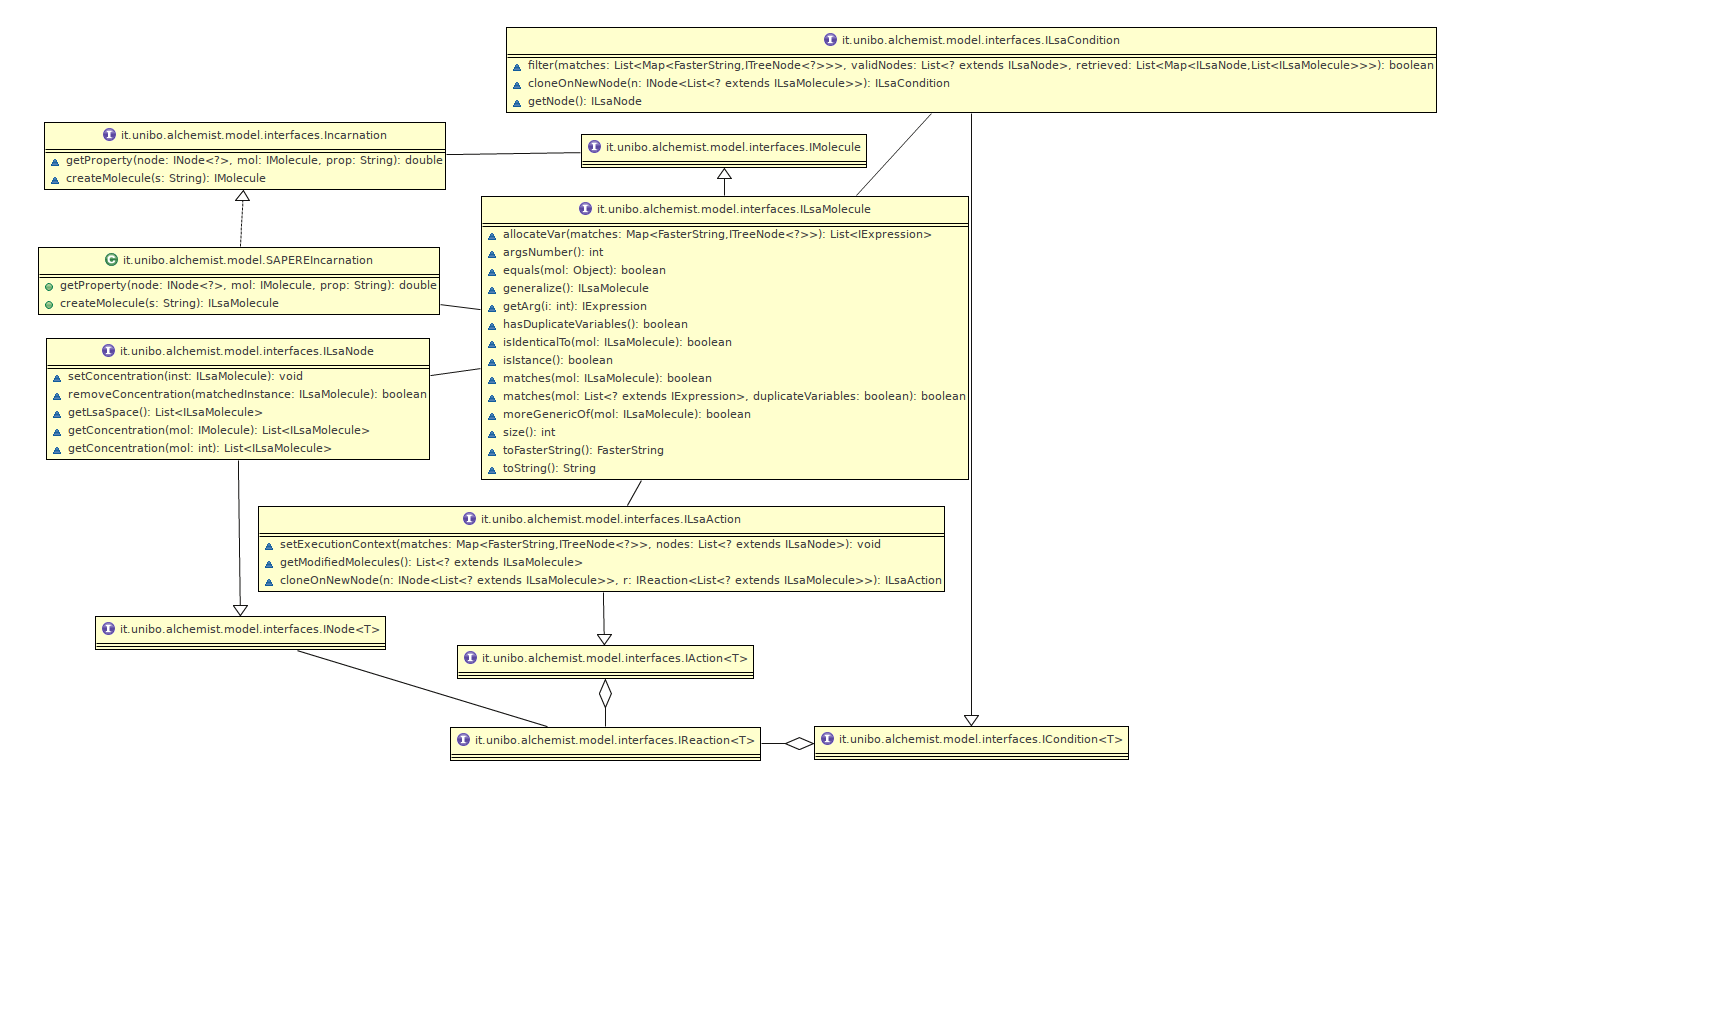 it.unibo.alchemist.model.interfaces.ILsaCondition
filter(matches: List<Map<FasterString,ITreeNode<?>>>, validNodes: List<? extends ILsaNode>, retrieved: List<Map<ILsaNode,List<ILsaMolecule>>>): boolean
cloneOnNewNode(n: INode<List<? extends ILsaMolecule>>): ILsaCondition
getNode(): ILsaNode
it.unibo.alchemist.model.interfaces.Incarnation
getProperty(node: INode<?>, mol: IMolecule, prop: String): double
createMolecule(s: String): IMolecule
it.unibo.alchemist.model.interfaces.IMolecule
it.unibo.alchemist.model.interfaces.ILsaMolecule
allocateVar(matches: Map<FasterString,ITreeNode<?>>): List<IExpression>
argsNumber(): int
equals(mol: Object): boolean
generalize(): ILsaMolecule
getArg(i: int): IExpression
hasDuplicateVariables(): boolean
isIdenticalTo(mol: ILsaMolecule): boolean
isIstance(): boolean
matches(mol: ILsaMolecule): boolean
matches(mol: List<? extends IExpression>, duplicateVariables: boolean): boolean
moreGenericOf(mol: ILsaMolecule): boolean
size(): int
toFasterString(): FasterString
toString(): String
it.unibo.alchemist.model.SAPEREIncarnation
getProperty(node: INode<?>, mol: IMolecule, prop: String): double
createMolecule(s: String): ILsaMolecule
it.unibo.alchemist.model.interfaces.ILsaNode
setConcentration(inst: ILsaMolecule): void
removeConcentration(matchedInstance: ILsaMolecule): boolean
getLsaSpace(): List<ILsaMolecule>
getConcentration(mol: IMolecule): List<ILsaMolecule>
getConcentration(mol: int): List<ILsaMolecule>
it.unibo.alchemist.model.interfaces.ILsaAction
setExecutionContext(matches: Map<FasterString,ITreeNode<?>>, nodes: List<? extends ILsaNode>): void
getModifiedMolecules(): List<? extends ILsaMolecule>
cloneOnNewNode(n: INode<List<? extends ILsaMolecule>>, r: IReaction<List<? extends ILsaMolecule>>): ILsaAction
it.unibo.alchemist.model.interfaces.INode<T>
it.unibo.alchemist.model.interfaces.IAction<T>
it.unibo.alchemist.model.interfaces.IReaction<T>
it.unibo.alchemist.model.interfaces.ICondition<T>